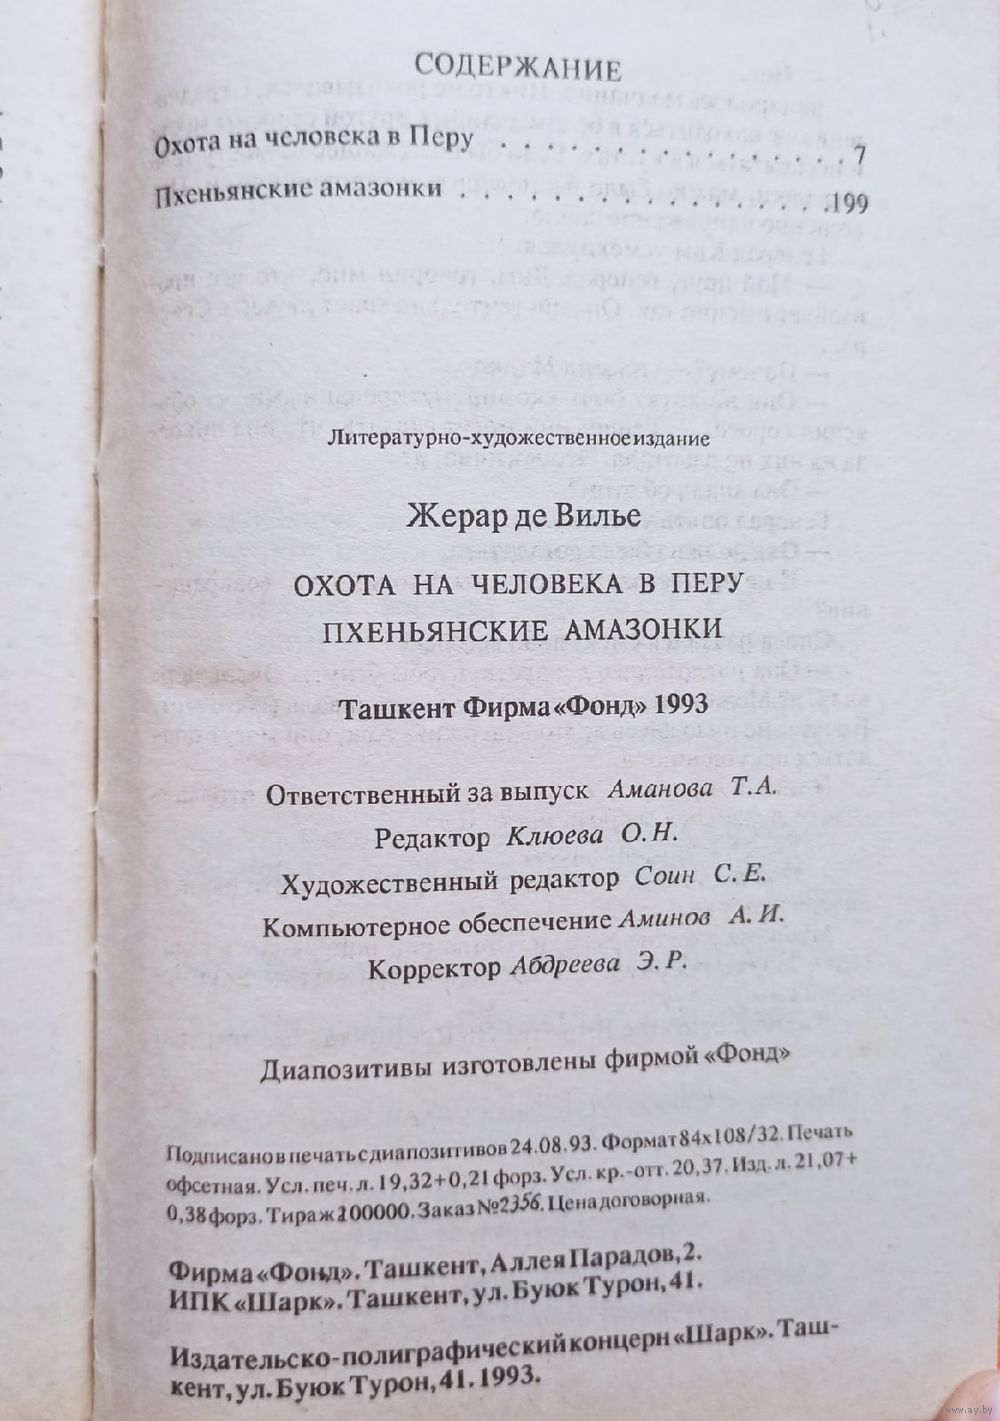 СОДЕРЖАНИЕ
Охота на человека в Перу . . . . . . . . . . . . . . . 7
Пхеньянские амазонки . . . . . . . . . . . . . . . .199
Литературно-художественное издание
Жерар де Вилье
ОХОТА НА ЧЕЛОВЕКА В ПЕРУ
ПХЕНЬЯНСКИЕ АМАЗОНКИ
Ташкент Фирма «Фонд» 1993
Ответственный за выпуск Аманова Т.А.
Редактор Клюева О.Н.
Художественный редактор Соин С.Е.
Компьютерное обеспечение Аминов А.И.
Корректор Абдреева Э.Р.
Диапозитивы изготовлены фирмой «Фонд»
Подписано в печать с диапозитивов 24.08.93. Формат 84х108/32. Печать
офсетная. Усл. печ. л. 19,32+0,21 форз. Усл. кр.-отт. 20,37. Изд. л. 21,07+
0,38 форз. Тираж 200000. Заказ №2356. Цена договорная.
Фирма «Фонд». Ташкент, Аллея Парадов, 2.
ИПК «Шарк». Ташкент, ул. Буюк Турон, 41.
Издательско-полиграфический концерн «Шарк». Таш-
кент, ул. Буюк Турон, 41. 1993.
www.ay.by